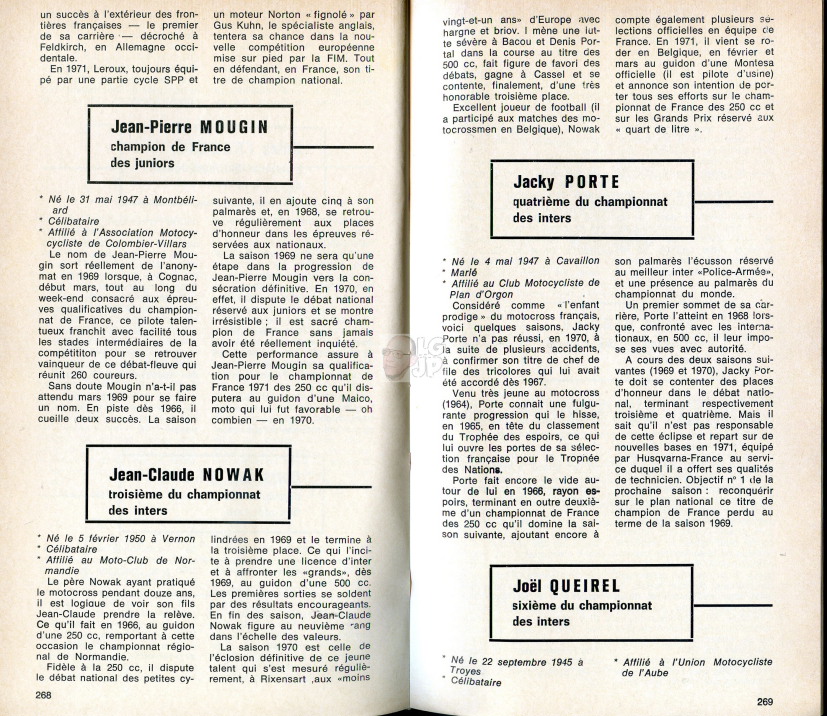 un succès à l'extérieur des fron-
tières françaises — le premier
de sa carrière — décroché à
Feldkirch, en Allemagne occi-
dentale.
En 1971, Leroux, toujours équi-
pé par une partie cycle SPP et
un moteur Norton « fignolé » par
Gus Kuhn, le spécialiste anglais,
tentera sa chance dans la nou-
velle compétition européenne
mise sur pied par la FIM. Tout
en défendant, en France, son ti-
tre de champion national.
Jean-Pierre MOUGIN
champion de France
des juniors
* Né le 31 mai 1947 à Montbéli-
ard
* Célibataire
* Affilié à l'Association Motocy-
cycliste de Colombier-Villars
Le nom de Jean-Pierre Mou-
gin sort réellement de l'anony-
mat en 1969 lorsque, à Cognac,
début mars, tout au long du
week-end consacré aux épreu-
ves qualificatives du champion-
nat de France, ce pilote talen-
tueux franchit avec facilité tous
les stades intermédiaires de la
compétititon pour se retrouver
vainqueur de ce débat-fleuve qui
réunit 260 coureurs.
Sans doute Mougin n'a-t-il pas
attendu mars 1969 pour se faire
un nom. En piste dès 1966, il
cueille deux succès. La saison
suivante, il en ajoute cinq à son
palmarès et, en 1968, se retrou-
ve régulièrement aux places
d'honneur dans les épreuves ré-
servées aux nationaux.
La saison 1969 ne sera qu'une
étape dans la progression de
Jean-Pierre Mougin vers la con-
sécration définitive. En 1970, en
effet, il dispute le débat national
réservé aux juniors et se montre
irrésistible ; il est sacré cham-
pion de France sans jamais
avoir été réellement inquiété.
Cette performance assure à
Jean-Pierre Mougin sa qualifica-
tion pour le championnat de
France 1971 des 250 cc qu'il dis-
putera au guidon d'une Maico,
moto qui lui fut favorable — oh
combien — en 1970.
Jean-Claude NOWAK
troisième du championnat
des inters
* Né le 5 février 1950 à Vernon
* Célibataire
* Affilié au Moto-Club de Nor-
mandie
Le père Nowak ayant pratiqué
le motocross pendant douze ans,
il est logique de voir son fils
Jean-Claude prendre la relève.
Ce qu'il fait en 1966, au guidon
d'une 250 cc, remportant à cette
occasion le championnat régio-
nal de Normandie.
Fidèle à la 250 cc, il dispute
le débat national des petites cy-
lindrées en 1969 et le termine à
la troisième place. Ce qui l'inci-
te à prendre une licence d'inter
et à affronter les «grands», dès
1969, au guidon d'une 500 cc.
Les premières sorties se soldent
par des résultats encourageants.
En fin des saison, Jean-Claude
Nowak figure au neuvième rang
dans l'échelle des valeurs.
La saison 1970 est celle de
l'éclosion définitive de ce jeune
talent qui s'est mesuré réguliè-
rement, à Rixensart ,aux «moins
268
vingt-et-un ans» d'Europe avec
hargne et briov. I mène une lut-
te sévère à Bacou et Denis Por-
tal dans la course au titre des
500 cc, fait figure de favori des
débats, gagne à Cassel et se
contente, finalement, d'une très
honorable troisième place.
Excellent joueur de football (il
a participé aux matches des mo-
tocrossmen en Belgique), Nowak
compte également plusieurs sé-
lections officielles en équipe de
France. En 1971, il vient se ro-
der en Belgique, en février et
mars au guidon d'une Montesa
officielle (il est pilote d'usine)
et annonce son intention de por-
ter tous ses efforts sur le cham-
pionnat de France des 250 cc et
sur les Grands Prix réservé aux
« quart de litre ».
Jacky PORTE
quatrième du championnat
des inters
* Né le 4 mai 1947 à Cavaillon
* Marié
* Affilié au Club Motocycliste de
Plan d'Orgon
Considéré comme « l'enfant
prodige » du motocross français,
voici quelques saisons, Jacky
Porte n'a pas réussi, en 1970, à
la suite de plusieurs accidents,
à confirmer son titre de chef de
file des tricolores qui lui avait
été accordé dès 1967.
Venu très jeune au motocross
(1964), Porte connait une fulgu-
rante progression qui le hisse,
en 1965, en tête du classement
du Trophée des espoirs, ce qui
lui ouvre les portes de sa sélec-
tion française pour le Tropnée
des Nations.
Porte fait encore le vide au-
tour de lui en 1966, rayon es-
poirs, terminant en outre deuxiè-
me d'un championnat de France
des 250 cc qu'il domine la sai-
son suivante, ajoutant encore à
son palmarès l'écusson réservé
au meilleur inter «Police-Armée»,
et une présence au palmarès du
championnat du monde.
Un premier sommet de sa car-
rière, Porte l'atteint en 1968 lors-
que, confronté avec les interna-
tionaux, en 500 cc, il leur impo-
se ses vues avec autorité.
A cours des deux saisons sui-
vantes (1969 et 1970), Jacky Por-
te doit se contenter des places
d'honneur dans le débat natio-
nal, terminant respectivement
troisième et quatrième. Mais il
sait qu'il n'est pas responsable
de cette éclipse et repart sur de
nouvelles bases en 1971, équipé
par Husqvarna-France au servi-
ce duquel il a offert ses qualités
de technicien. Objectif n° 1 de la
prochaine saison : reconquérir
sur le plan national ce titre de
champion de France perdu au
terme de la saison 1969.
Joël QUEIREL
sixième du championnat
des inters
* Né le 22 septembre 1945 à
Troyes
* Célibataire
* Affilié à l'Union Motocycliste
de l'Aube
269
LG
JP